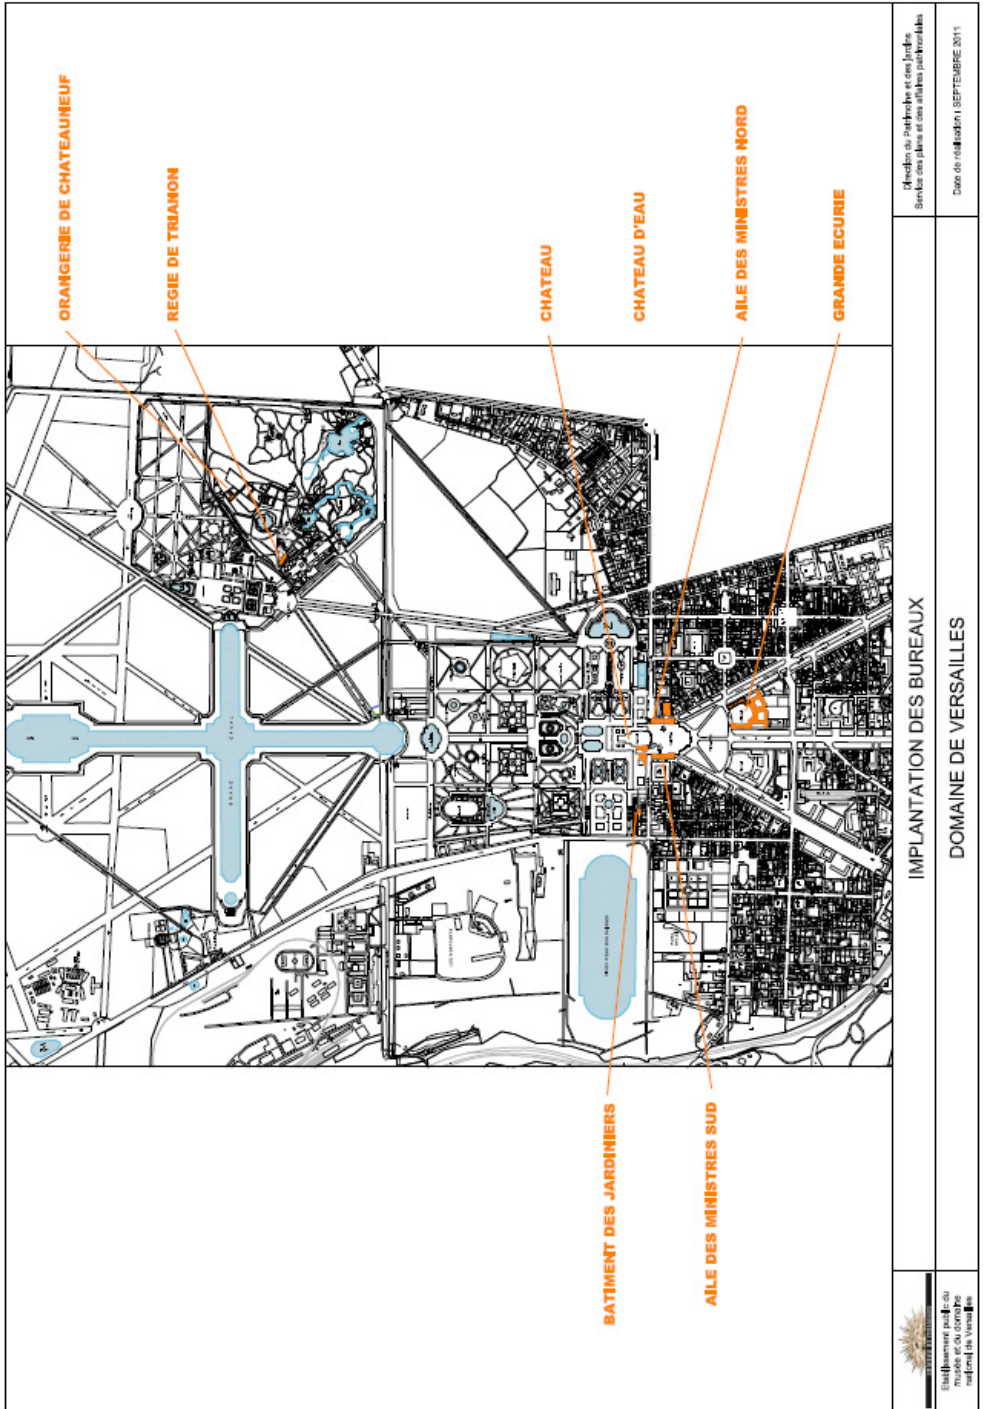 ORANGERIE DE CHATEAUNEUF
REGIE DE TRIANON
CHATEAU
CHATEAU D'EAU
AILE DES MINISTRES NORD
GRANDE ECURIE
BATIMENT DES JARDINIERS
AILE DES MINISTRES SUD
GRAND
CANAL
IMPLANTATION DES BUREAUX
DOMAINE DE VERSAILLES
Direction du Patrimoine et des Jardins
Service des plans et des affaires patrimoniales
Date de réalisation : SEPTEMBRE 2011
Etablissement public du
musée et du domaine
national de Versailles